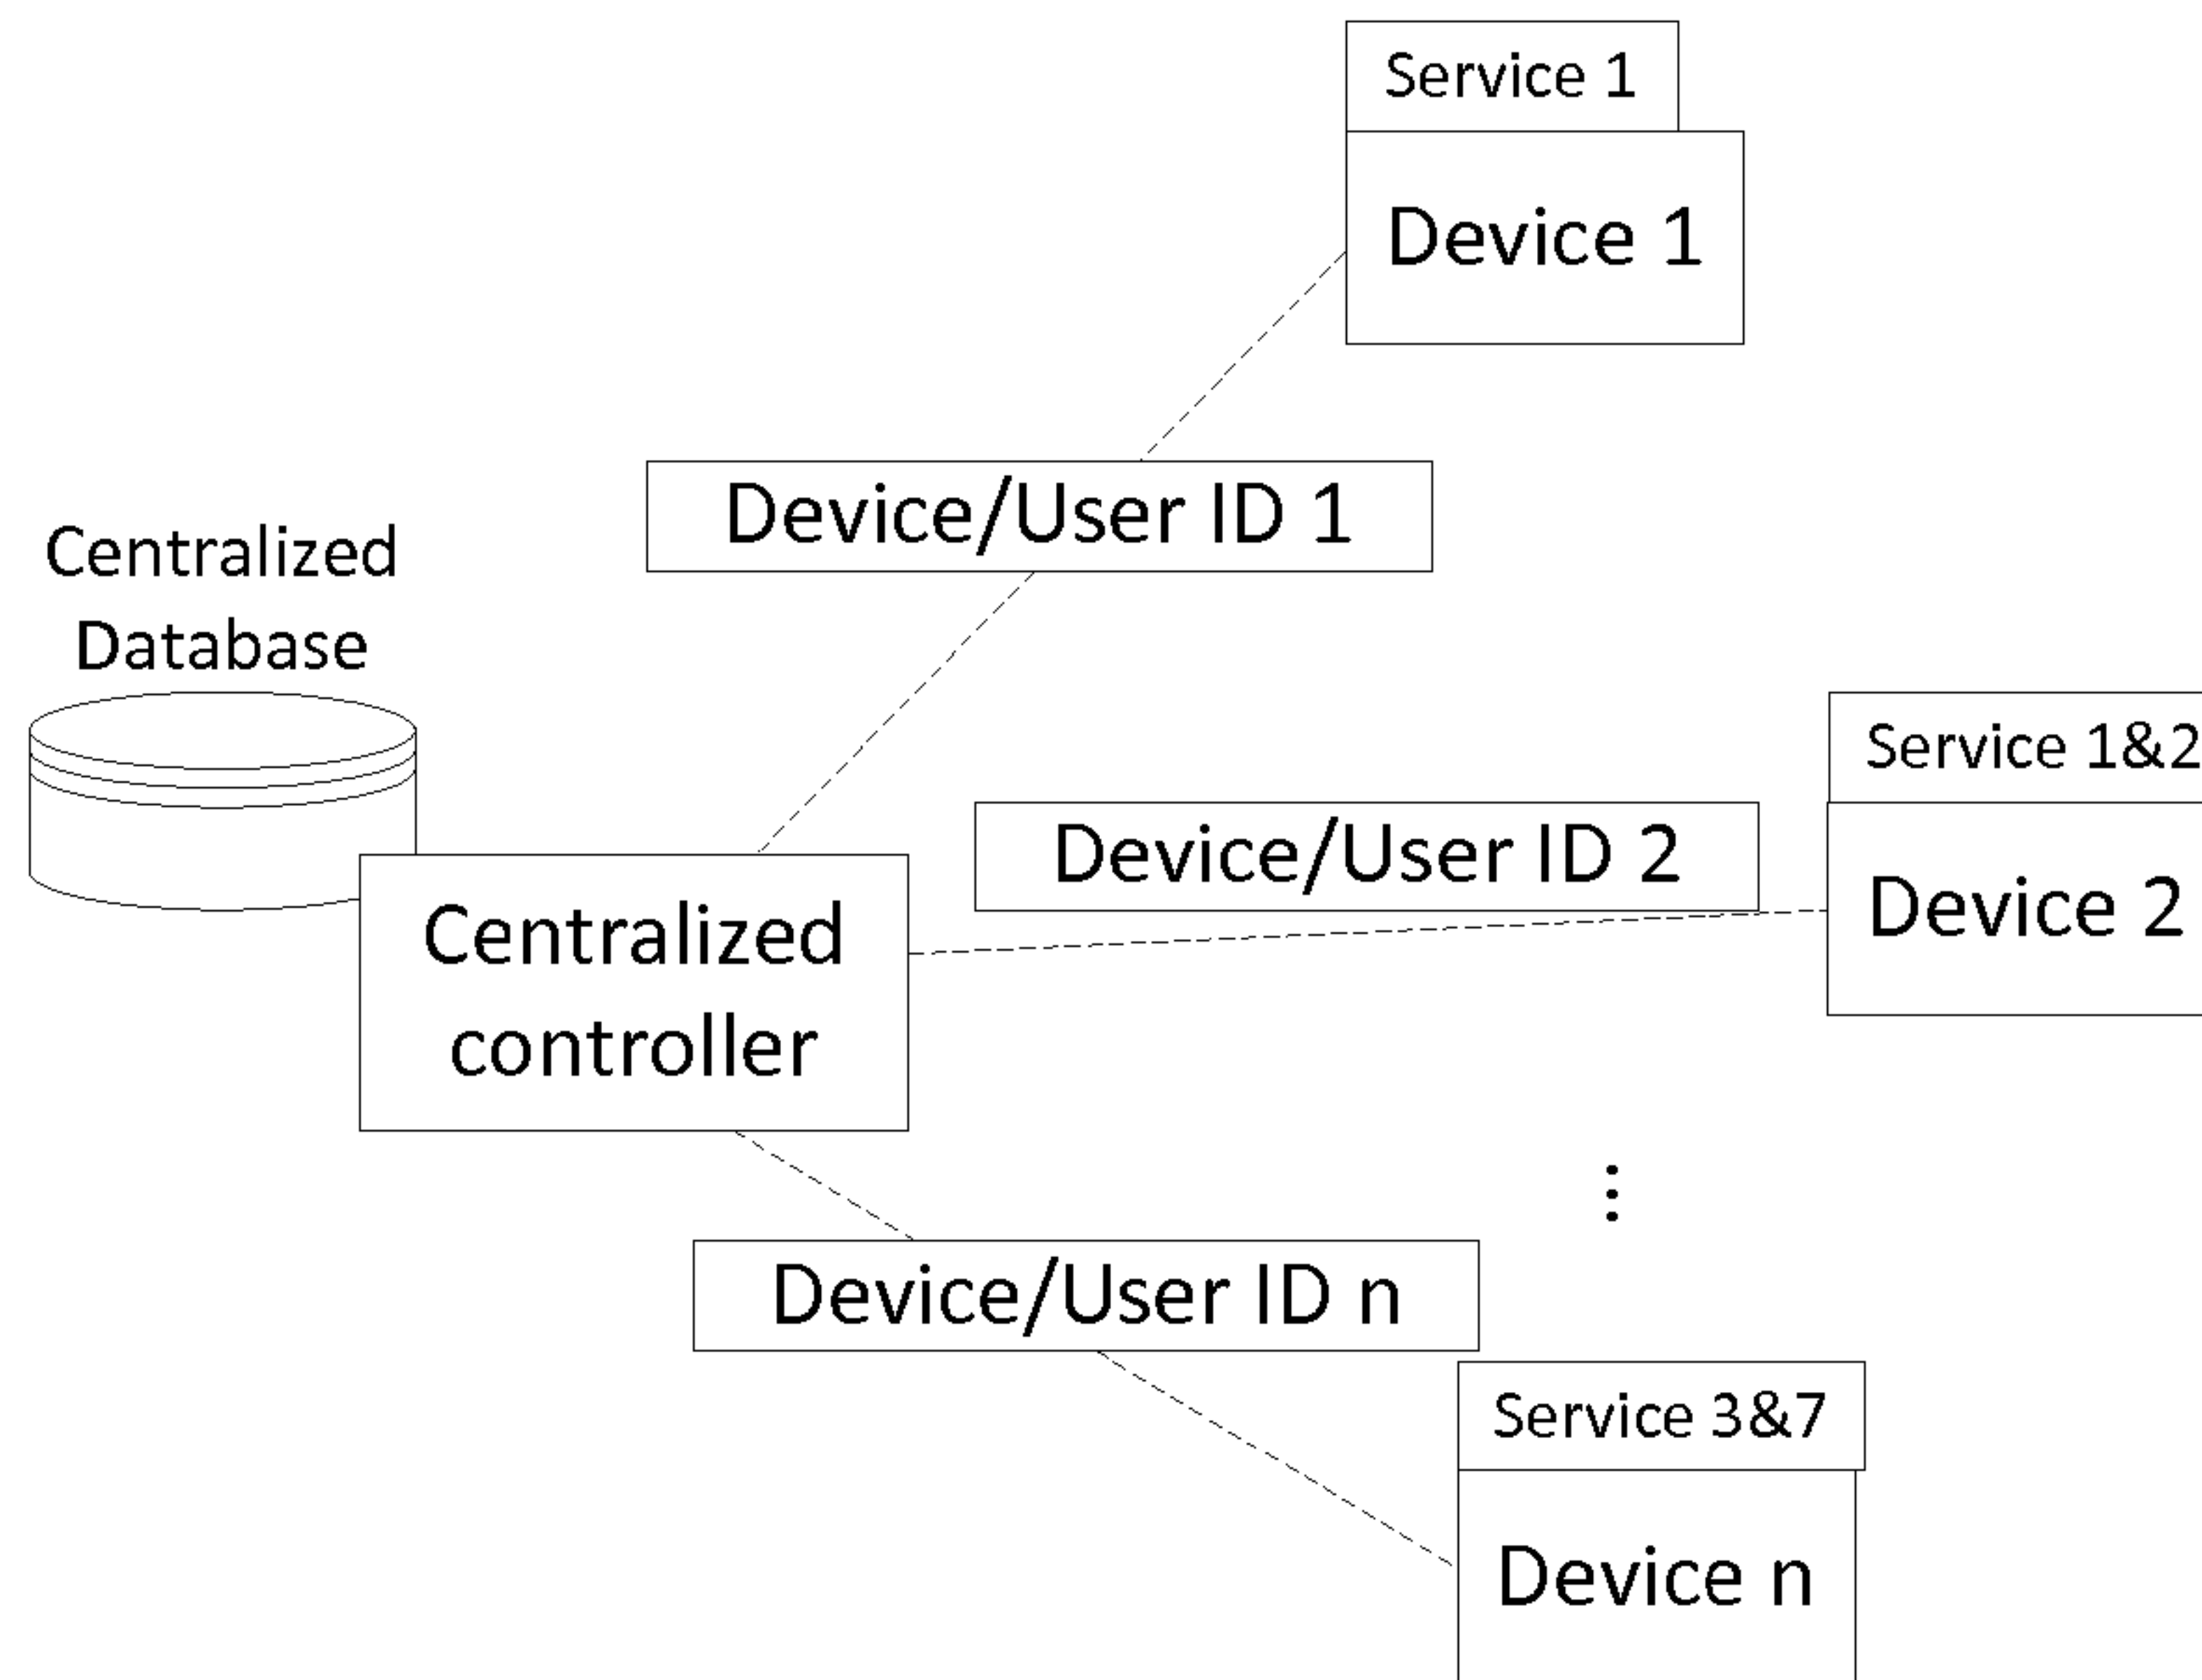 Service 1
Device 1
Device/User ID 1
Centralized
Database
Service 1&2
Device/User ID 2
Device 2
Centralized
controller
Device/User ID n
Service 3&7
Device n